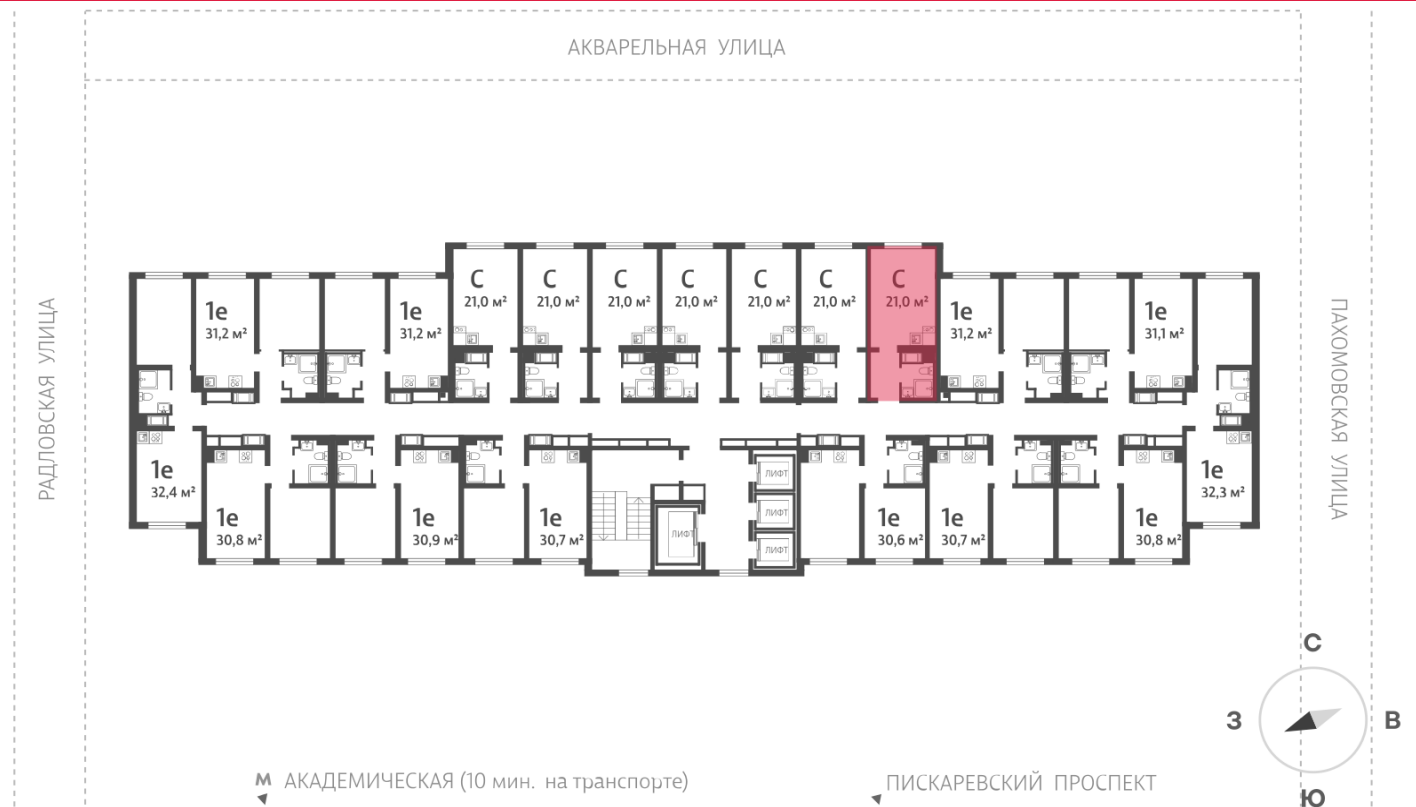 АКВАРЕЛЬНАЯ УЛИЦА
РАДЛОВСКАЯ УЛИЦА
ПАХОМОВСКАЯ УЛИЦА
С
21,0 м²
С
21,0 м²
С
21,0 м²
С
21,0 м²
С
21,0 м²
С
21,0 м²
С
21,0 м²
1е
31,2 м²
1е
31,2 м²
1е
31,2 м²
1е
31,1 м²
1е
32,4 м²
1е
30,8 м²
1е
30,9 м²
1е
30,7 м²
ЛИФТ
ЛИФТ
ЛИФТ
ЛИФТ
1е
30,6 м²
1е
30,7 м²
1е
30,8 м²
1е
32,3 м²
С
З
В
Ю
М АКАДЕМИЧЕСКАЯ (10 мин. на транспорте)
ПИСКАРЕВСКИЙ ПРОСПЕКТ